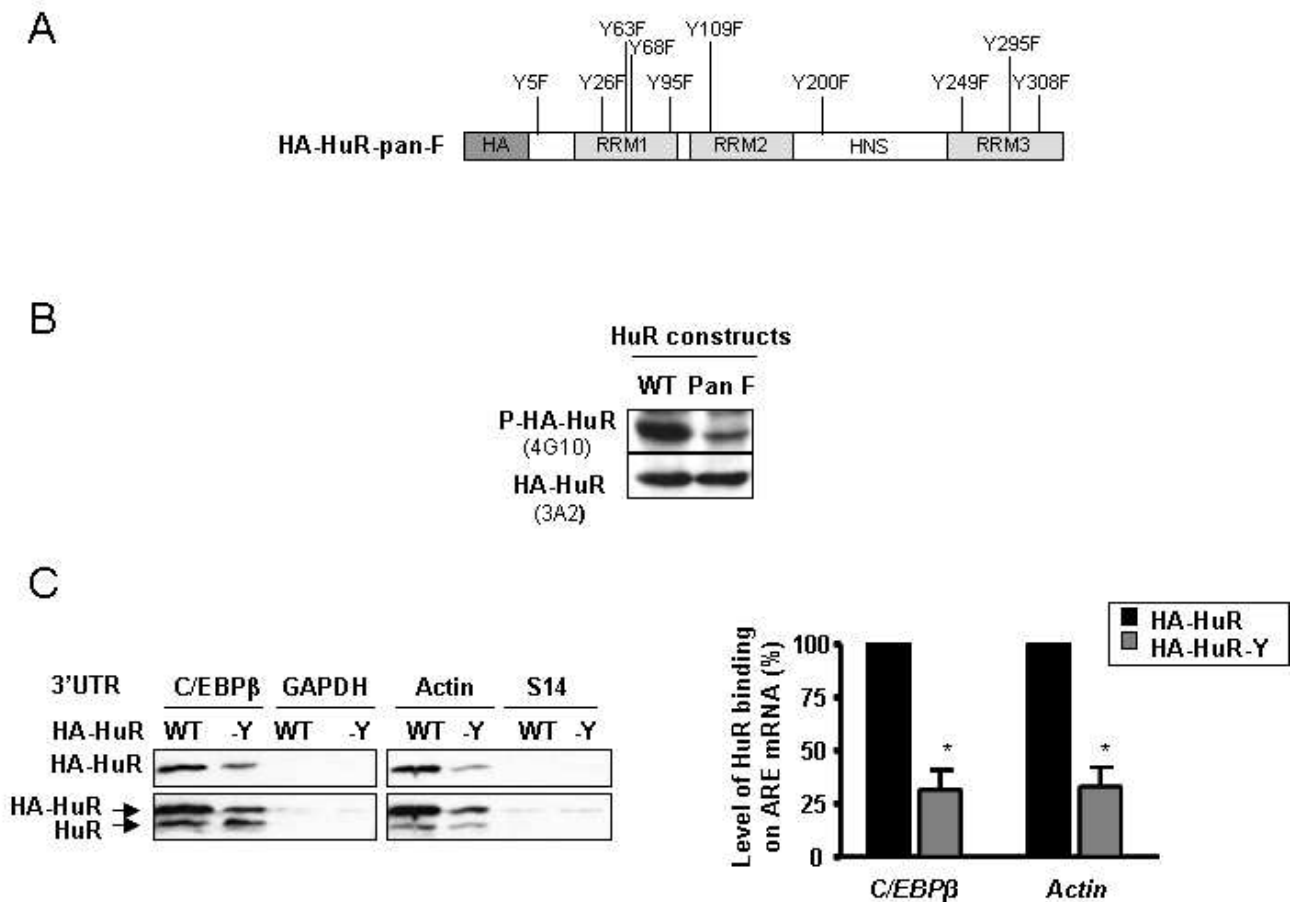 A
Y63F
Y109F
Y68F
Y295F
Y5F
Y26F
Y95F
Y200F
Y249F
Y308F
HA-HuR-pan-F
HA
RRM1
RRM2
HNS
RRM3
B
HuR constructs
WT Pan F
P-HA-HuR
(4G10)
HA-HuR
(3A2)
C
3'UTR C/EBPβ GAPDH Actin S14
HA-HuR WT -Y WT -Y WT -Y WT -Y
HA-HuR
HA-HuR
HuR
HA-HuR
HA-HuR-Y
Level of HuR binding
on ARE mRNA (%)
100
75
50
25
0
*
*
C/EBPβ
Actin